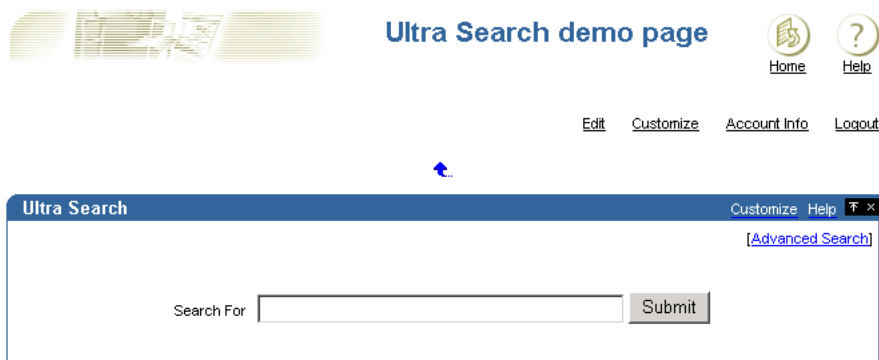 Ultra Search demo page
Home
Help
Edit Customize Account Info Logout
Ultra Search
Customize Help
[Advanced Search]
Search For
Submit